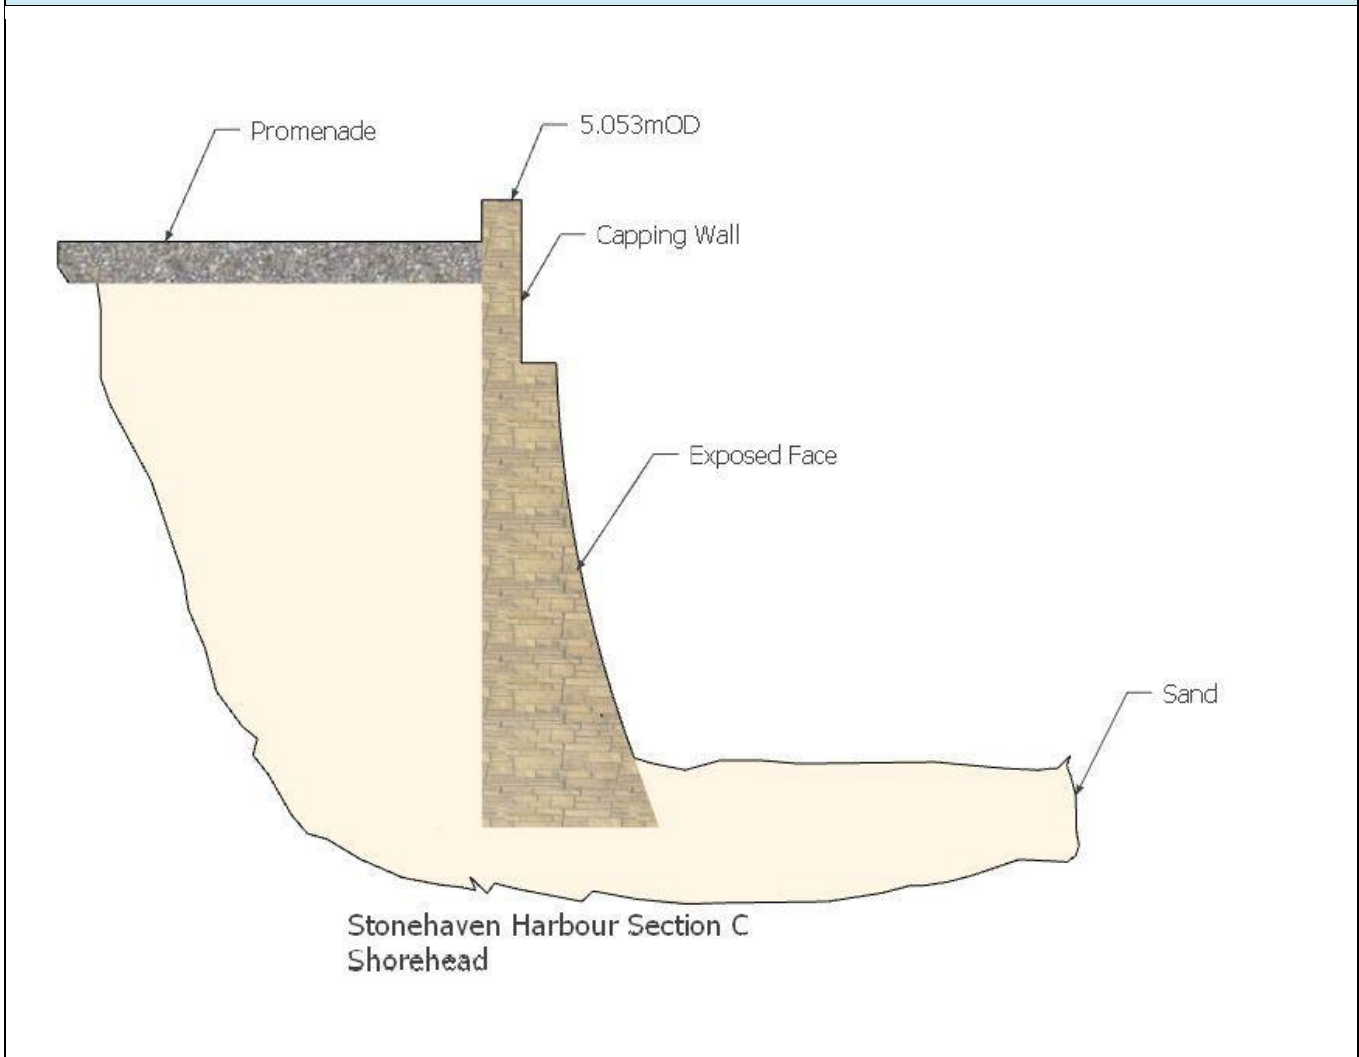 Promenade
5.053mOD
Capping Wall
Exposed Face
Sand
Stonehaven Harbour Section C
Shorehead